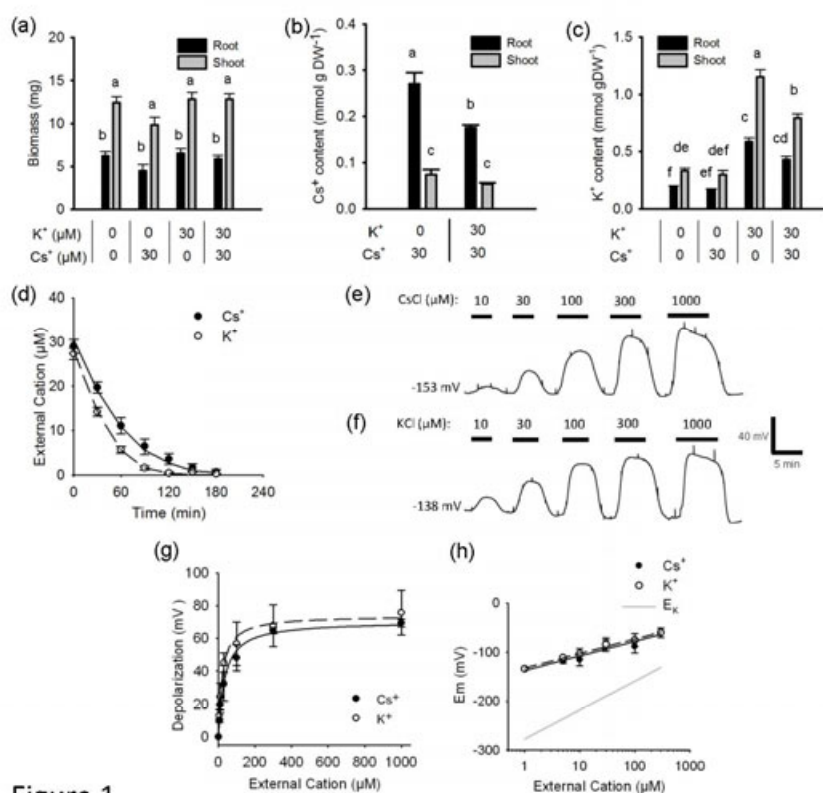 (a)
Root
Shoot
Biomass (mg)
20
15
10
5
0
b
a
b
a
b
a
b
a
K⁺ (µM)
0
0
30
30
Cs⁺ (µM)
0
30
0
30
(b)
Root
Shoot
Cs⁺ content (mmol g DW⁻¹)
0.4
0.3
0.2
0.1
0.0
a
c
b
c
K⁺
0
30
Cs⁺
30
30
(c)
Root
Shoot
K⁺ content (mmol gDW⁻¹)
1.5
1.0
0.5
0.0
f
de
ef
def
c
a
cd
b
K⁺
0
0
30
30
Cs⁺
0
30
0
30
(d)
Cs⁺
K⁺
External Cation (µM)
40
30
20
10
0
0
60
120
180
240
Time (min)
(e)
CsCl (µM):
10
30
100
300
1000
-153 mV
(f)
KCl (µM):
10
30
100
300
1000
-138 mV
40 mV
5 min
(g)
Depolarization (mV )
100
80
60
40
20
0
Cs⁺
K⁺
0
200
400
600
800
1000
External Cation (µM)
(h)
Cs⁺
K⁺
E_K
Em (mV)
0
-100
-200
-300
1
10
100
1000
External Cation (µM)
Figure 1